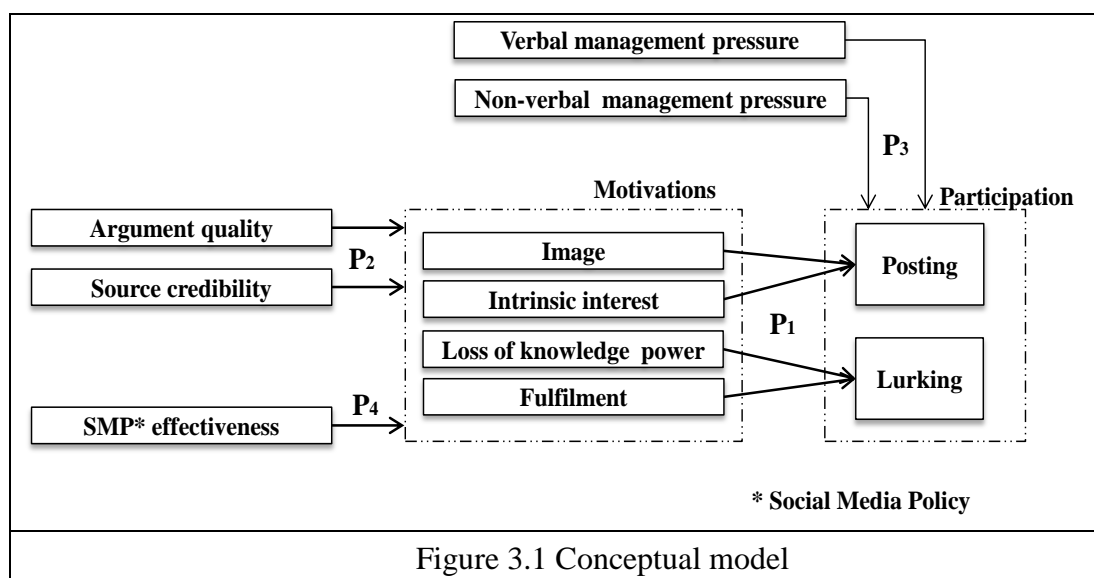 Verbal management pressure
Non-verbal management pressure
P3
Motivations
Participation
Argument quality
P2
Source credibility
Image
Intrinsic interest
Posting
P1
Loss of knowledge power
Fulfilment
Lurking
P4
SMP* effectiveness
* Social Media Policy
Figure 3.1 Conceptual model